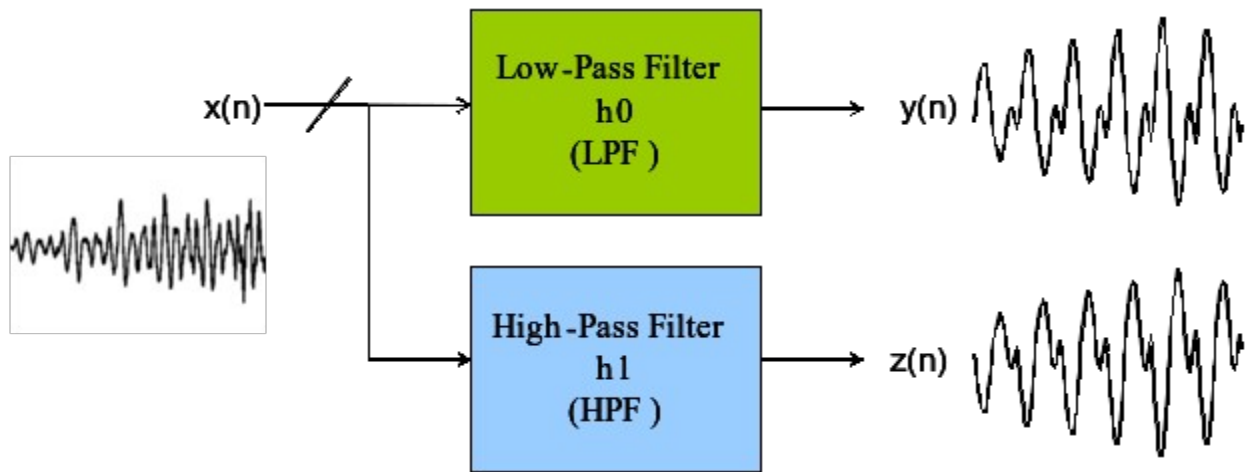 Low-Pass Filter
h0
(LPF )
x(n)
y(n)
High-Pass Filter
h1
(HPF )
z(n)